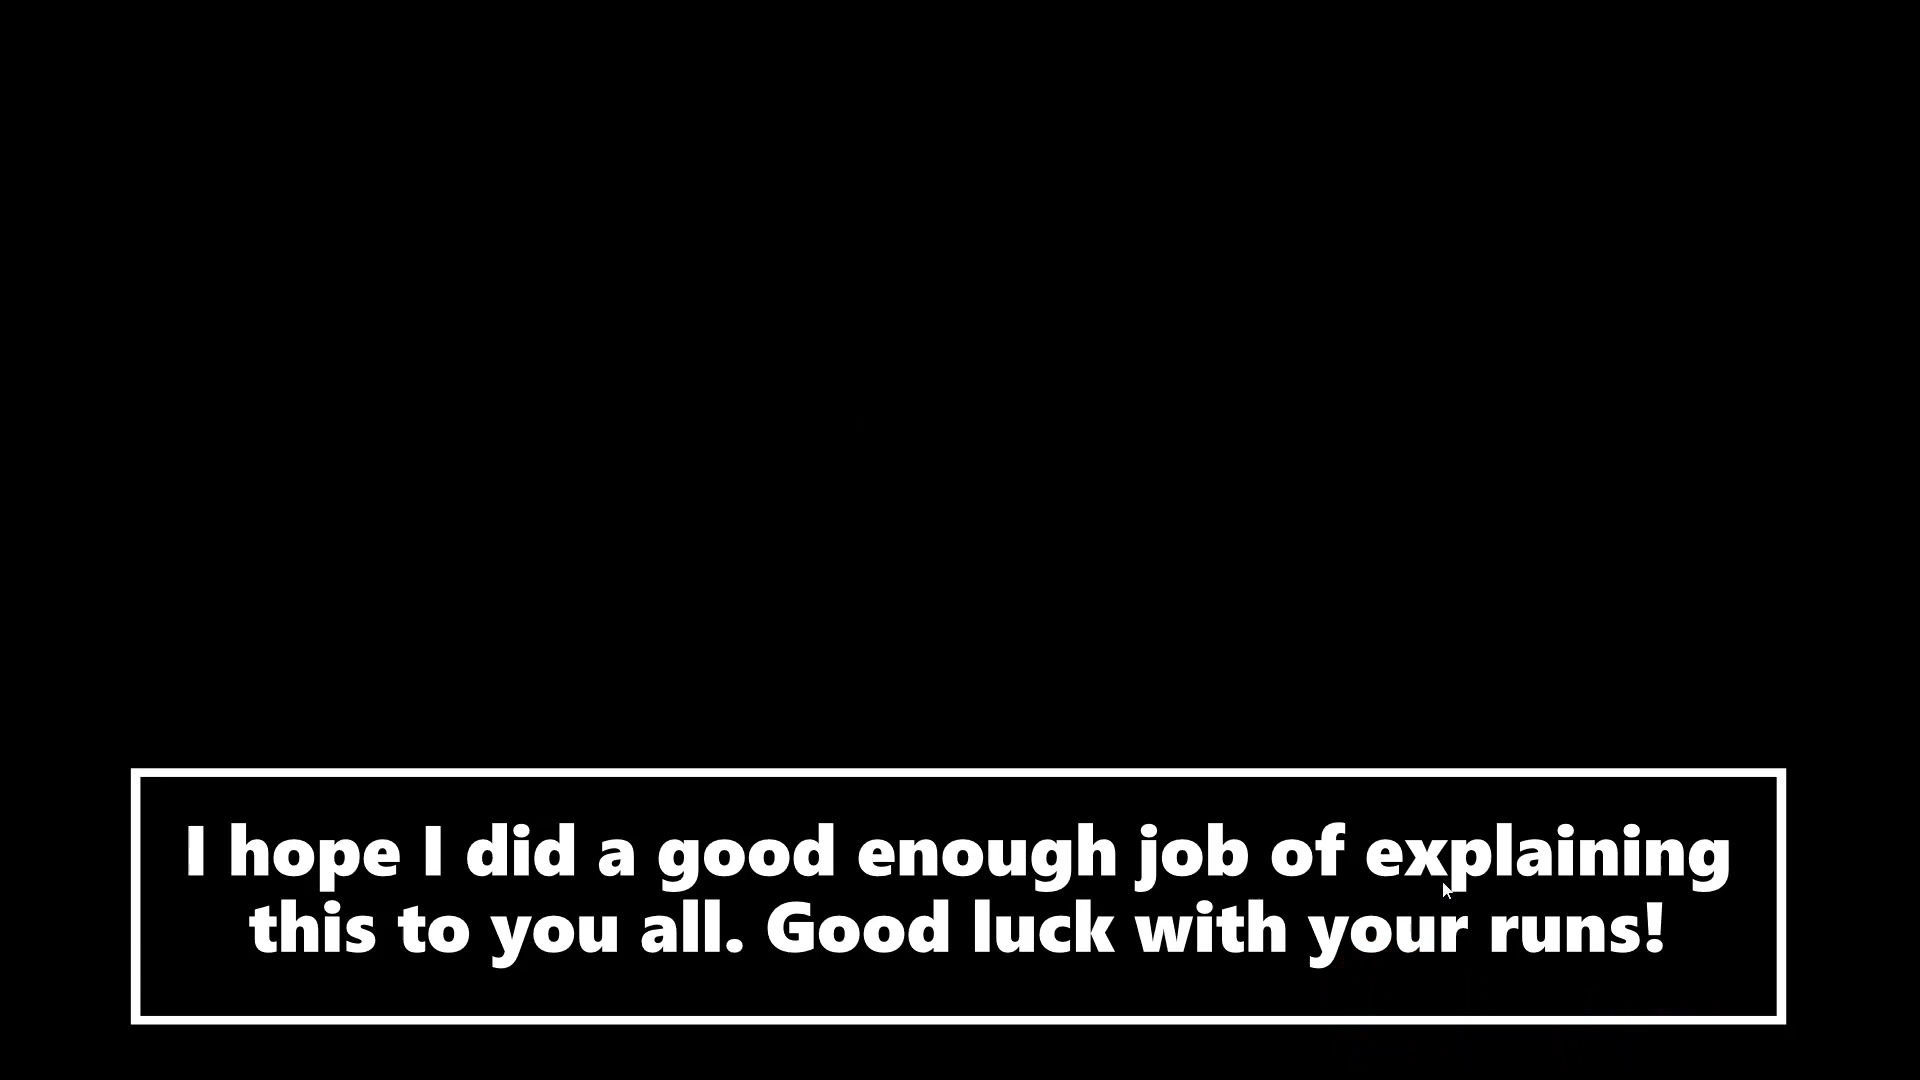 I hope I did a good enough job of explaining
this to you all. Good luck with your runs!